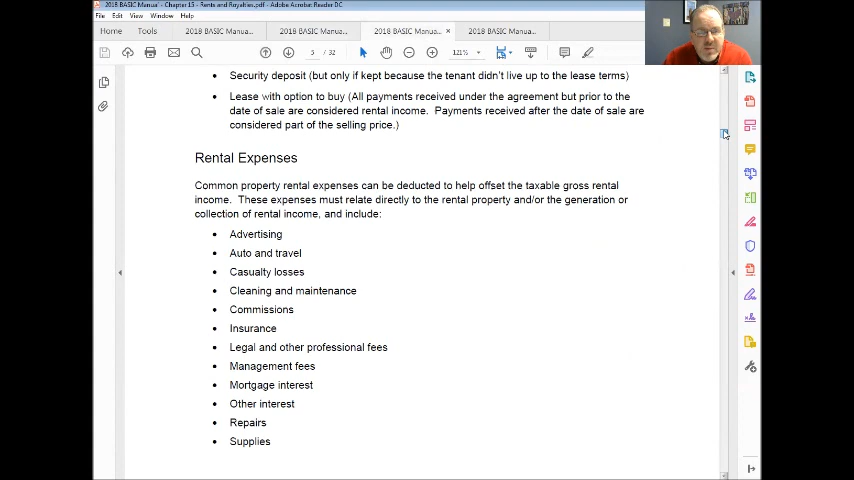 2018 BASIC Manual - Chapter 15 - Rents and Royalties.pdf - Adobe Acrobat Reader DC
File Edit View Window Help
Home Tools 2018 BASIC Manua... 2018 BASIC Manua... 2018 BASIC Manua... × 2018 BASIC Manua...
5 / 32 121%
• Security deposit (but only if kept because the tenant didn't live up to the lease terms)
• Lease with option to buy (All payments received under the agreement but prior to the
date of sale are considered rental income. Payments received after the date of sale are
considered part of the selling price.)
Rental Expenses
Common property rental expenses can be deducted to help offset the taxable gross rental
income. These expenses must relate directly to the rental property and/or the generation or
collection of rental income, and include:
• Advertising
• Auto and travel
• Casualty losses
• Cleaning and maintenance
• Commissions
• Insurance
• Legal and other professional fees
• Management fees
• Mortgage interest
• Other interest
• Repairs
• Supplies